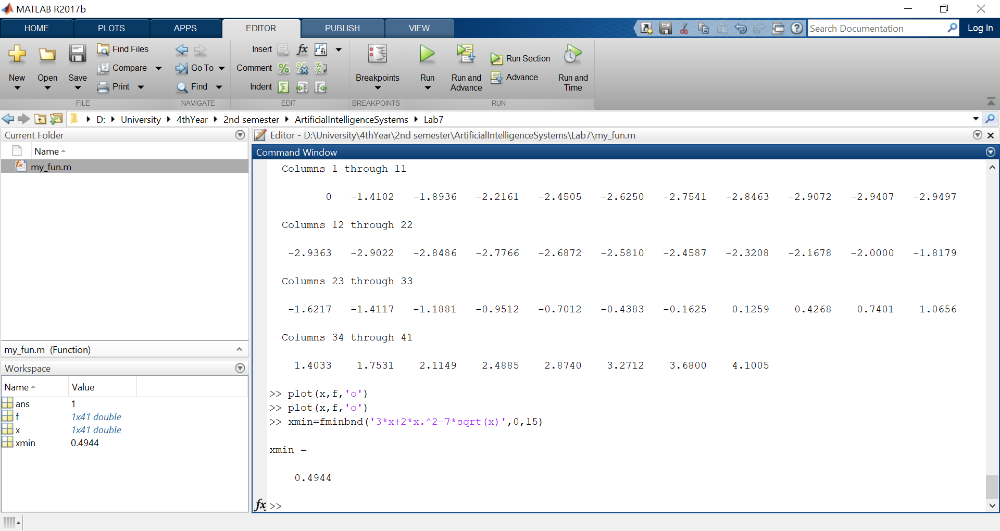 MATLAB R2017b
HOME PLOTS APPS EDITOR PUBLISH VIEW Search Documentation Log In
New Open Save Find Files Compare Print
FILE
Go To Find
NAVIGATE
Insert fx fi
Comment % % %
Indent
EDIT
Breakpoints
BREAKPOINTS
Run Run and Advance Run Section Advance Run and Time
RUN
D: University 4thYear 2nd semester ArtificialIntelligenceSystems Lab7
Current Folder
Name
fx my_fun.m
my_fun.m (Function)
Workspace
Name Value
ans 1
f 1x41 double
x 1x41 double
xmin 0.4944
Editor - D:\University\4thYear\2nd semester\ArtificialIntelligenceSystems\Lab7\my_fun.m
Command Window
Columns 1 through 11
0 -1.4102 -1.8936 -2.2161 -2.4505 -2.6250 -2.7541 -2.8463 -2.9072 -2.9407 -2.9497
Columns 12 through 22
-2.9363 -2.9022 -2.8486 -2.7766 -2.6872 -2.5810 -2.4587 -2.3208 -2.1678 -2.0000 -1.8179
Columns 23 through 33
-1.6217 -1.4117 -1.1881 -0.9512 -0.7012 -0.4383 -0.1625 0.1259 0.4268 0.7401 1.0656
Columns 34 through 41
1.4033 1.7531 2.1149 2.4885 2.8740 3.2712 3.6800 4.1005
>> plot(x,f,'o')
>> plot(x,f,'o')
>> xmin=fminbnd('3*x+2*x.^2-7*sqrt(x)',0,15)
xmin =
0.4944
fx >>